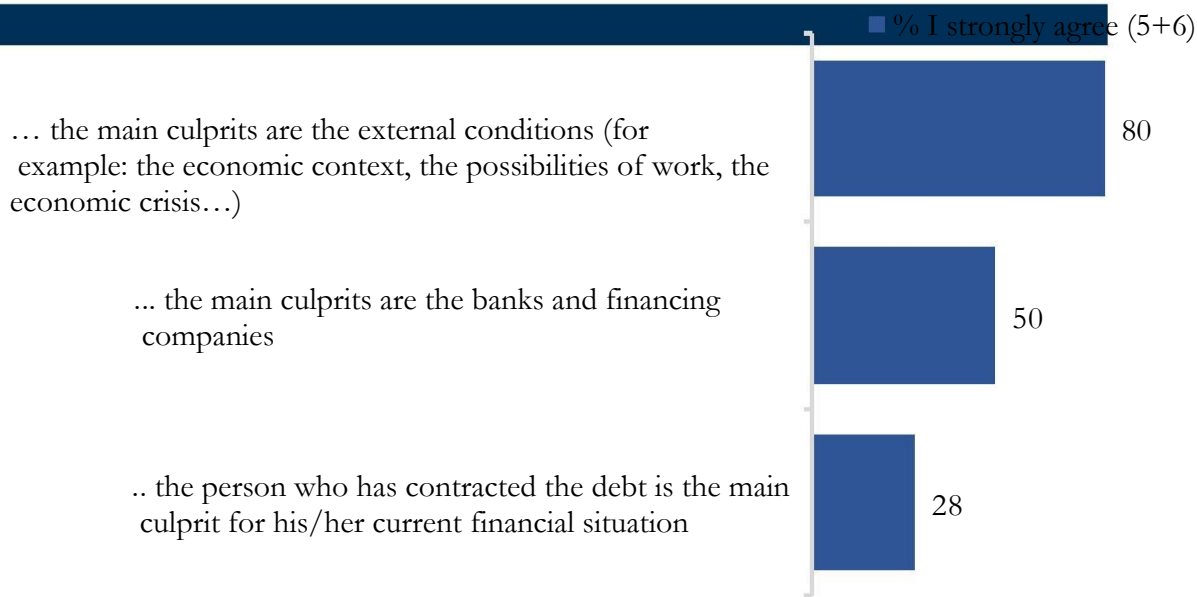 % I strongly agree (5+6)
… the main culprits are the external conditions (for
example: the economic context, the possibilities of work, the
economic crisis…)
80
... the main culprits are the banks and financing
companies
50
.. the person who has contracted the debt is the main
culprit for his/her current financial situation
28